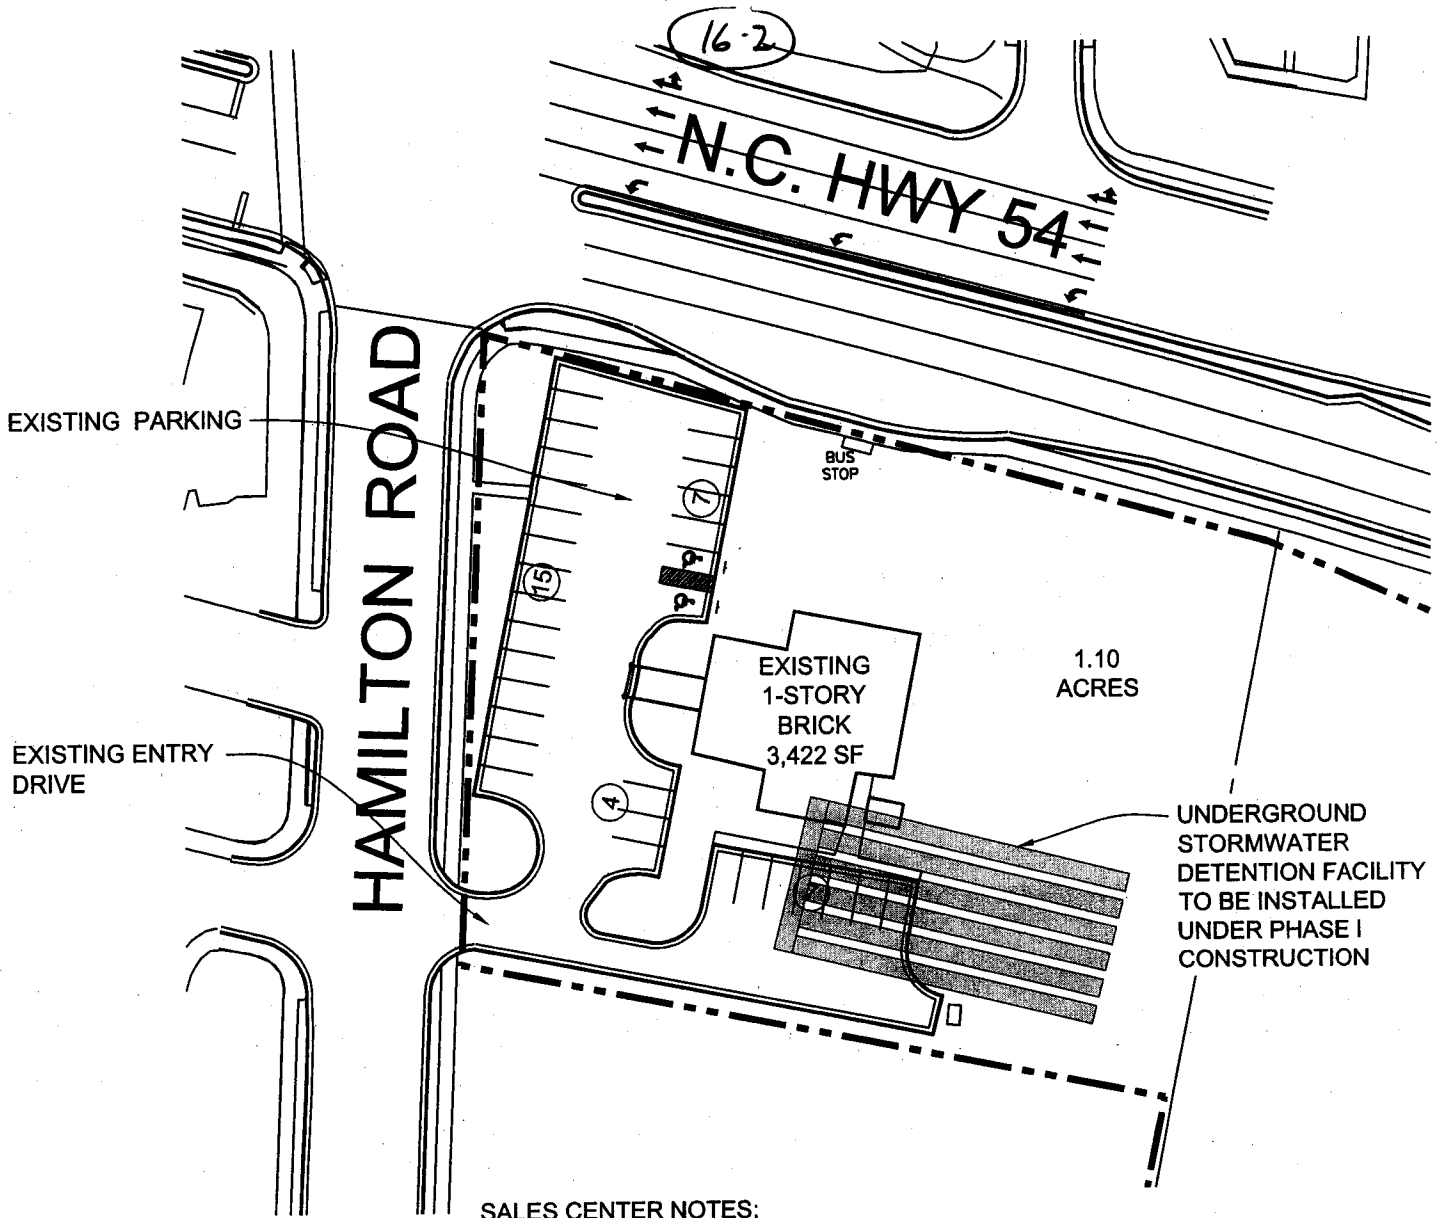 16-2
N.C. HWY 54
HAMILTON ROAD
EXISTING PARKING
BUS
STOP
7
15
EXISTING
1-STORY
BRICK
3,422 SF
1.10
ACRES
EXISTING ENTRY
DRIVE
4
UNDERGROUND
STORMWATER
DETENTION FACILITY
TO BE INSTALLED
UNDER PHASE I
CONSTRUCTION
SALES CENTER NOTES: